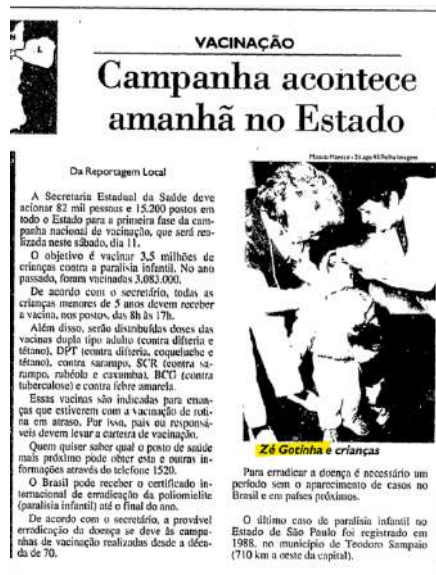 VACINAÇÃO
Campanha acontece
amanhã no Estado
Da Reportagem Local
A Secretaria Estadual da Saúde deve
acionar 82 mil pessoas e 15.200 postos em
todo o Estado para a primeira fase da cam-
panha nacional de vacinação, que será rea-
lizada neste sábado, dia 11.
O objetivo é vacinar 3,5 milhões de
crianças contra a paralisia infantil. No ano
passado, foram vacinadas 3.083.000.
De acordo com o secretário, todas as
crianças menores de 5 anos devem receber
a vacina, nos postos, das 8h às 17h.
Além disso, serão distribuídas doses das
vacinas dupla tipo adulto (contra difteria e
tétano), DPT (contra difteria, coqueluche e
tétano), contra sarampo, SCR (contra sa-
rampo, rubéola e caxumba), BCG (contra
tuberculose) e contra febre amarela.
Essas vacinas são indicadas para crian-
ças que estiverem com a vacinação de roti-
na em atraso. Por isso, pais ou responsá-
veis devem levar a carteira de vacinação.
Quem quiser saber qual o posto de saúde
mais próximo pode obter esta e outras in-
formações através do telefone 1520.
O Brasil pode receber o certificado in-
ternacional de erradicação da poliomielite
(paralisia infantil) até o final do ano.
De acordo com o secretário, a provável
erradicação da doença se deve às campa-
nhas de vacinação realizadas desde a déca-
da de 70.
Folha Imagem
Zé Gotinha e crianças
Para erradicar a doença é necessário um
período sem o aparecimento de casos no
Brasil e em países próximos.
O último caso de paralisia infantil no
Estado de São Paulo foi registrado em
1988, no município de Teodoro Sampaio
(710 km a oeste da capital).